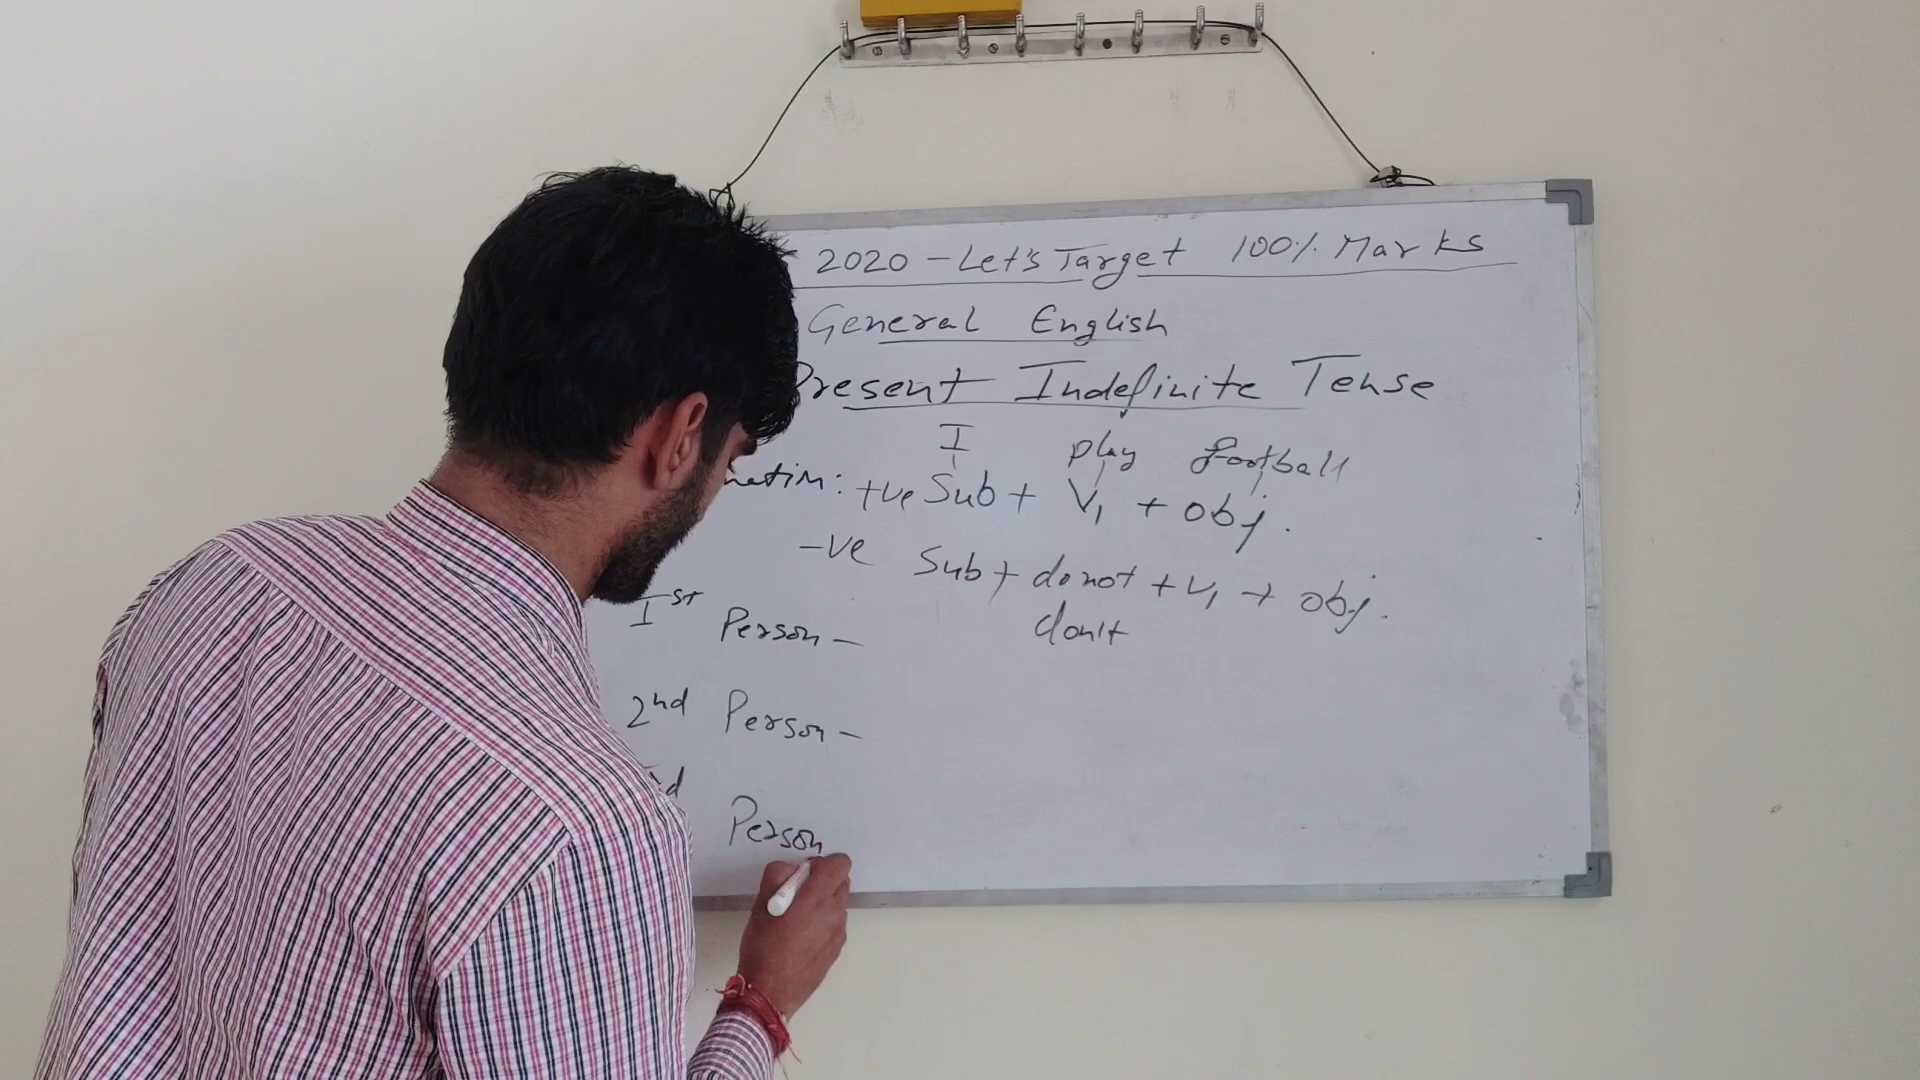 2020 - Let's Target 100% Marks
General English
Present Indefinite Tense
I play football
+ve Sub + V1 + obj.
-ve Sub + do not + V1 + obj.
don't
Ist Person -
2nd Person -
Person